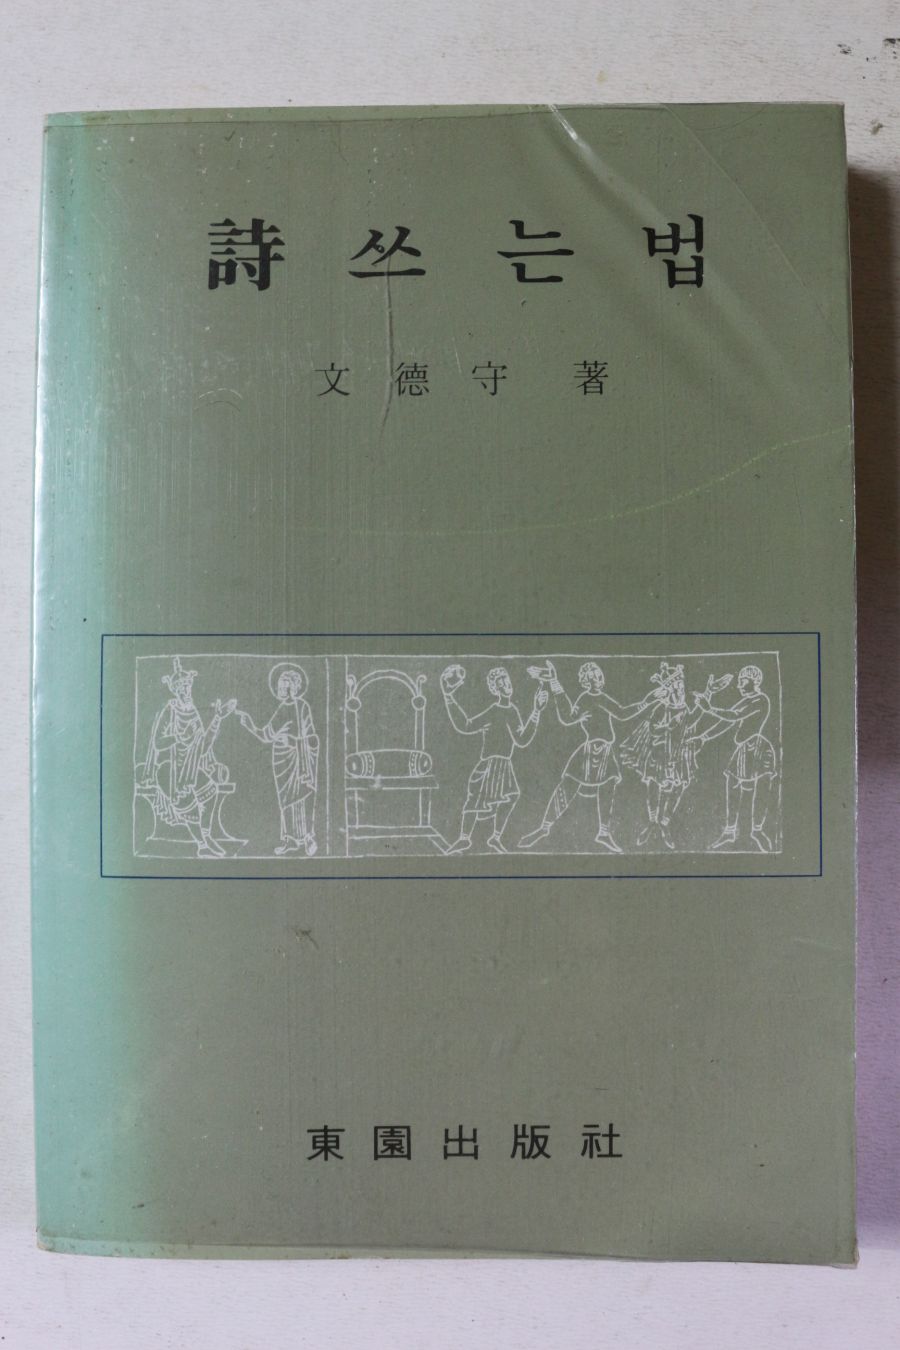 詩 쓰 는 법
文 德 守 著
東 園 出 版 社